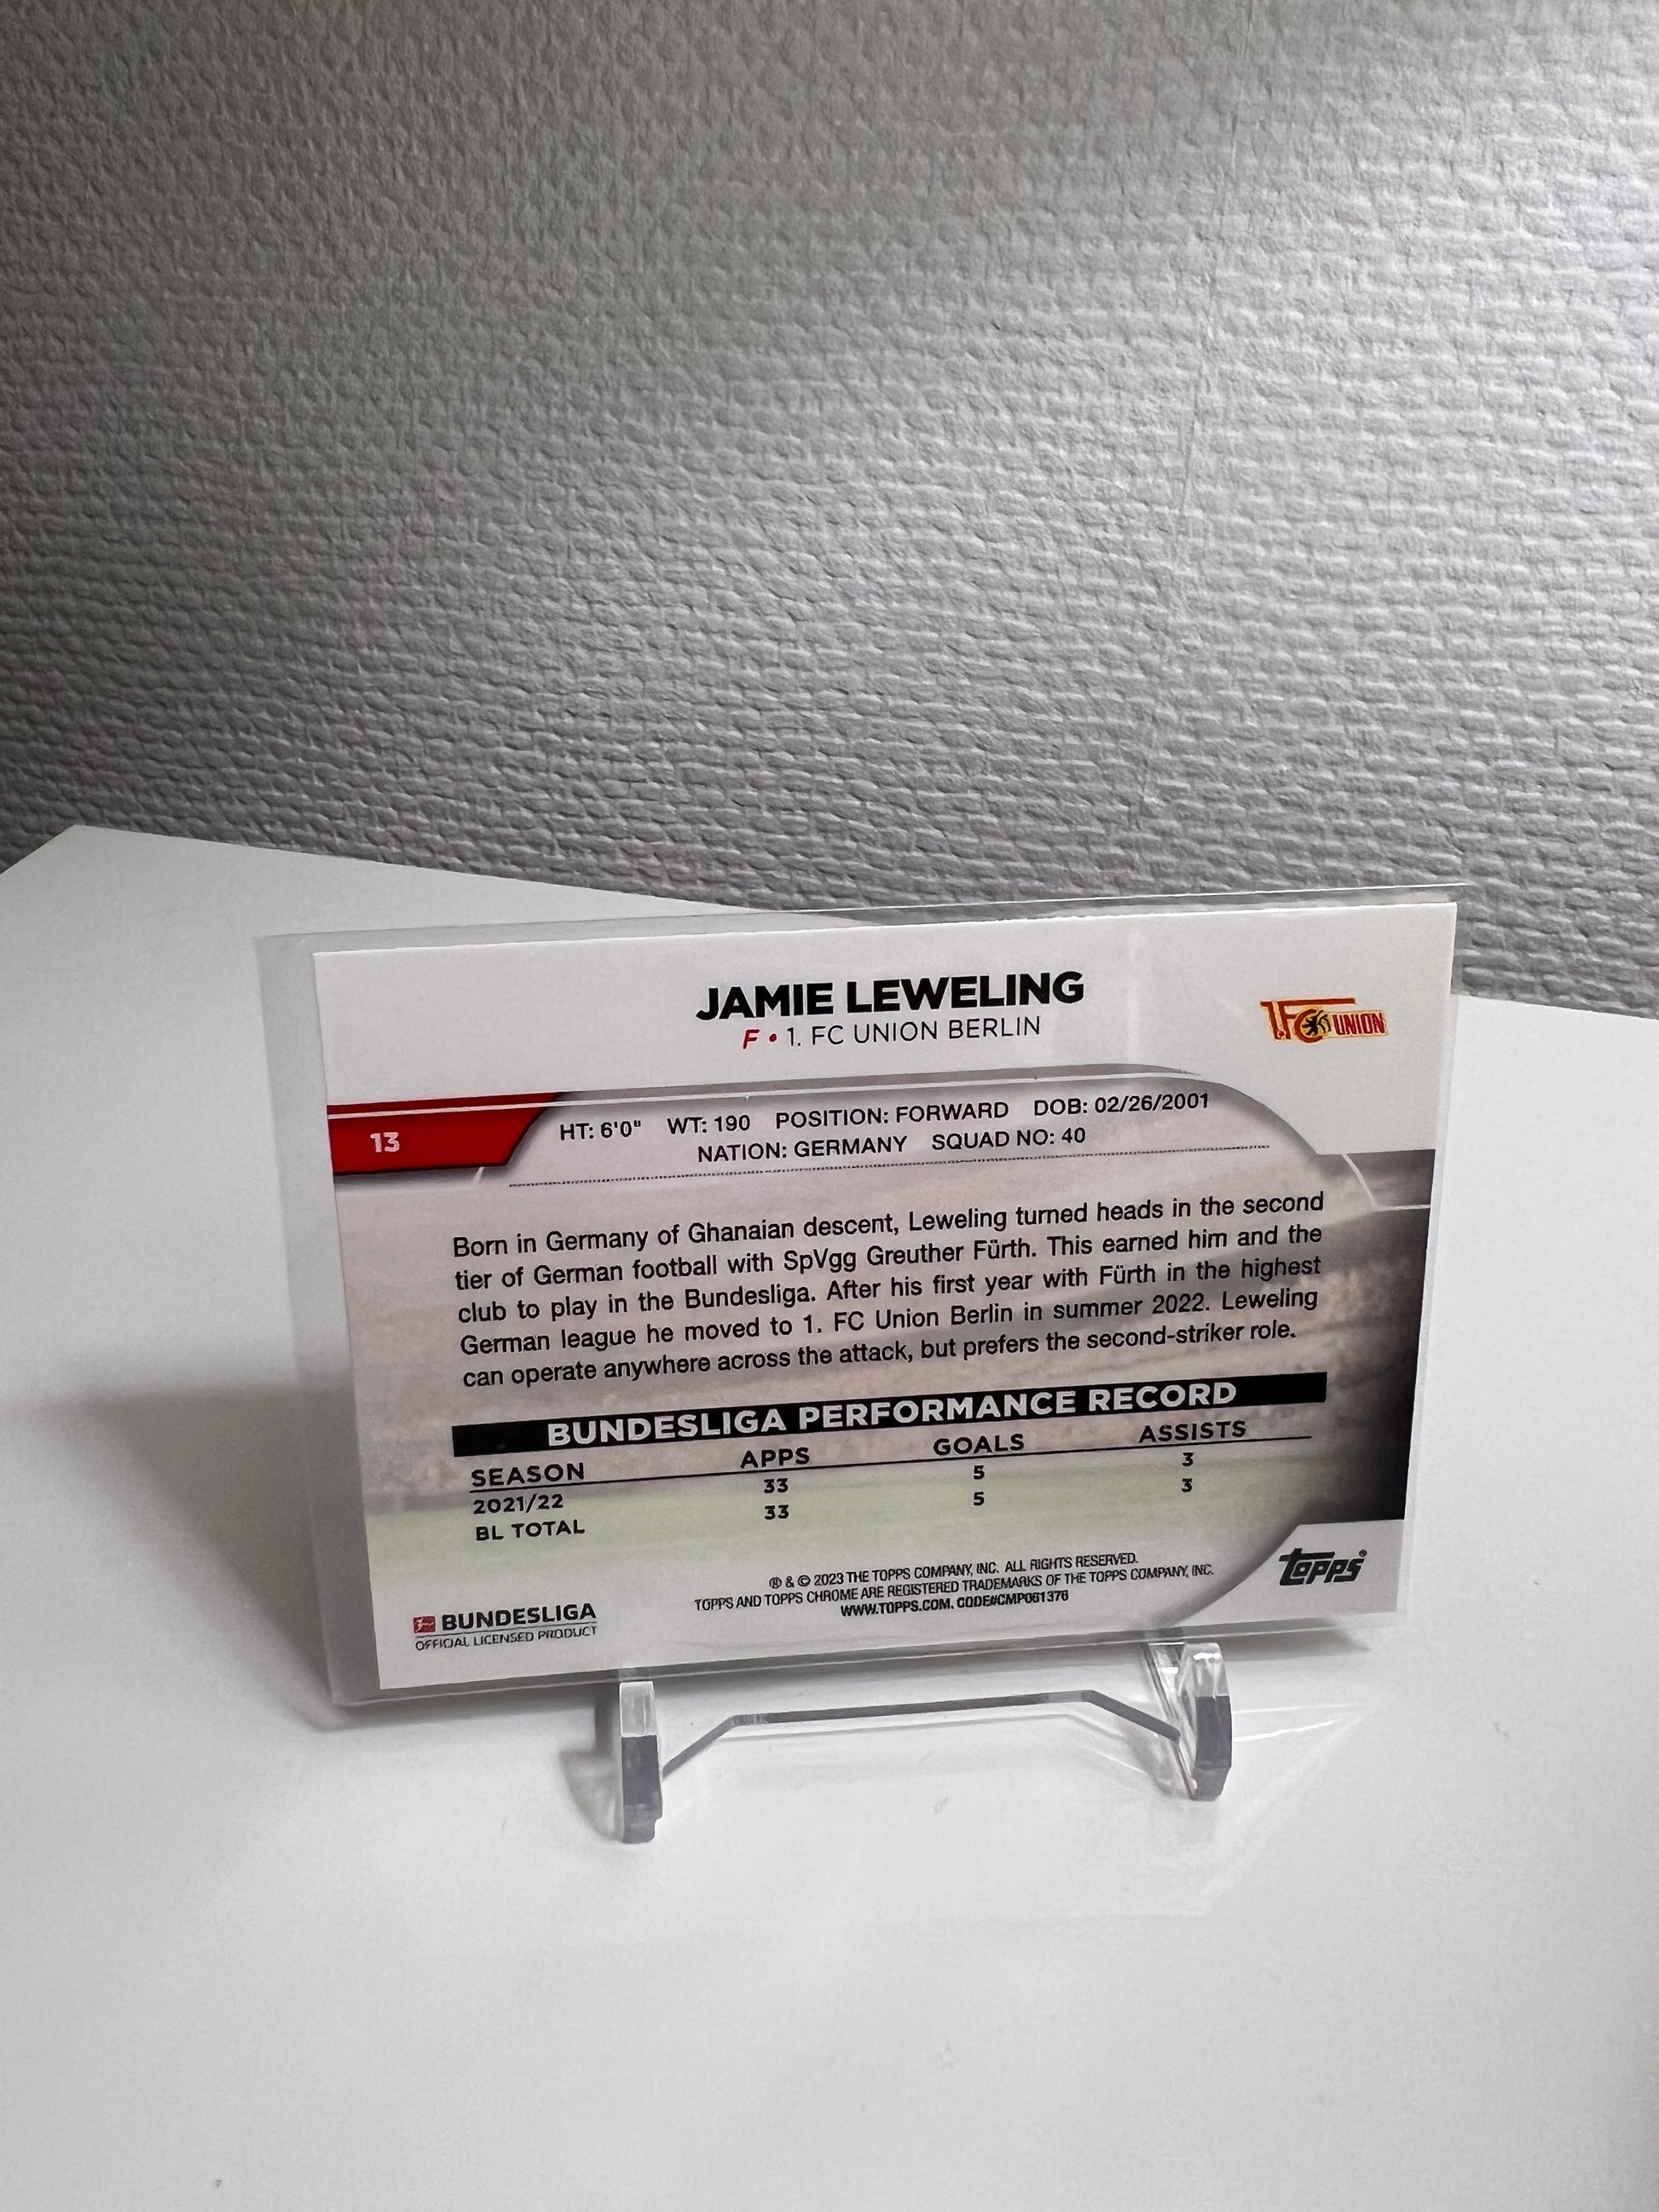 JAMIE LEWELING
F • 1. FC UNION BERLIN
1.FC UNION
13
HT: 6'0" WT: 190 POSITION: FORWARD DOB: 02/26/2001
NATION: GERMANY SQUAD NO: 40
Born in Germany of Ghanaian descent, Leweling turned heads in the second
tier of German football with SpVgg Greuther Fürth. This earned him and the
club to play in the Bundesliga. After his first year with Fürth in the highest
German league he moved to 1. FC Union Berlin in summer 2022. Leweling
can operate anywhere across the attack, but prefers the second-striker role.
BUNDESLIGA PERFORMANCE RECORD
SEASON APPS GOALS ASSISTS
2021/22 33 5 3
BL TOTAL 33 5 3
® & © 2023 THE TOPPS COMPANY, INC. ALL RIGHTS RESERVED.
TOPPS AND TOPPS CHROME ARE REGISTERED TRADEMARKS OF THE TOPPS COMPANY, INC.
WWW.TOPPS.COM. CODE#CMP061376
BUNDESLIGA
OFFICIAL LICENSED PRODUCT
topps®